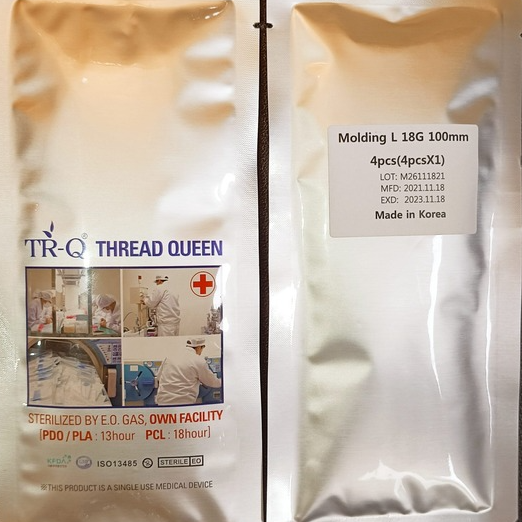 TR-Q® THREAD QUEEN
STERILIZED BY E.O. GAS, OWN FACILITY
[PDO / PLA : 13hour PCL : 18hour]
KFDA
ISO13485
STERILE EO
※THIS PRODUCT IS A SINGLE USE MEDICAL DEVICE
Molding L 18G 100mm
4pcs(4pcsX1)
LOT: M26111821
MFD: 2021.11.18
EXD: 2023.11.18
Made in Korea